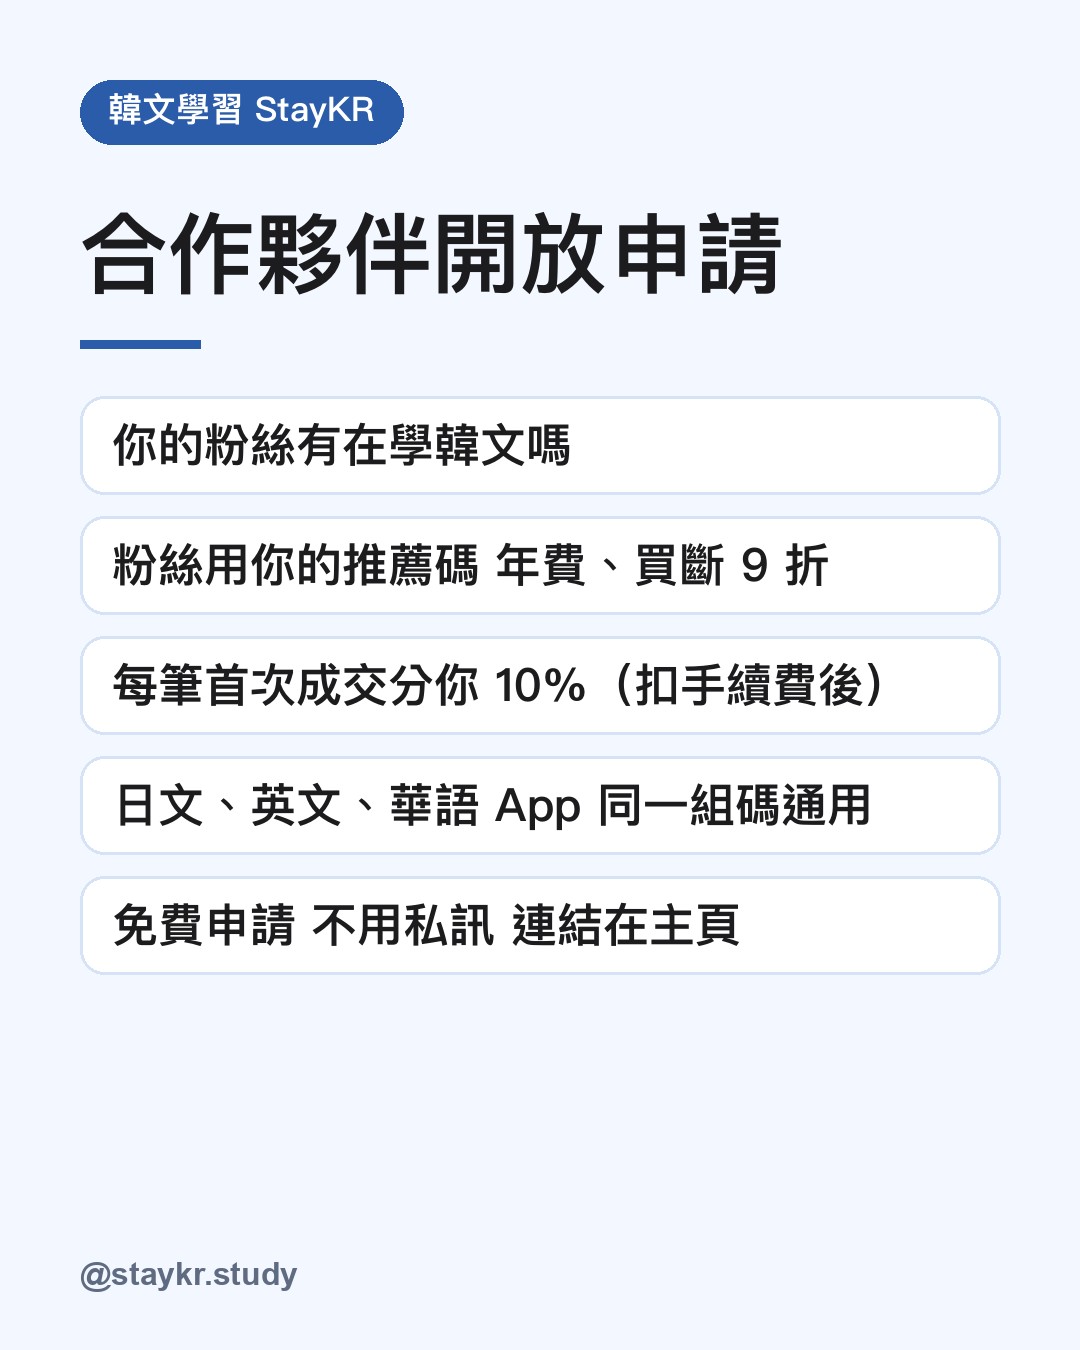 韓文學習 StayKR
合作夥伴開放申請
你的粉絲有在學韓文嗎
粉絲用你的推薦碼 年費、買斷 9 折
每筆首次成交分你 10%（扣手續費後）
日文、英文、華語 App 同一組碼通用
免費申請 不用私訊 連結在主頁
@staykr.study